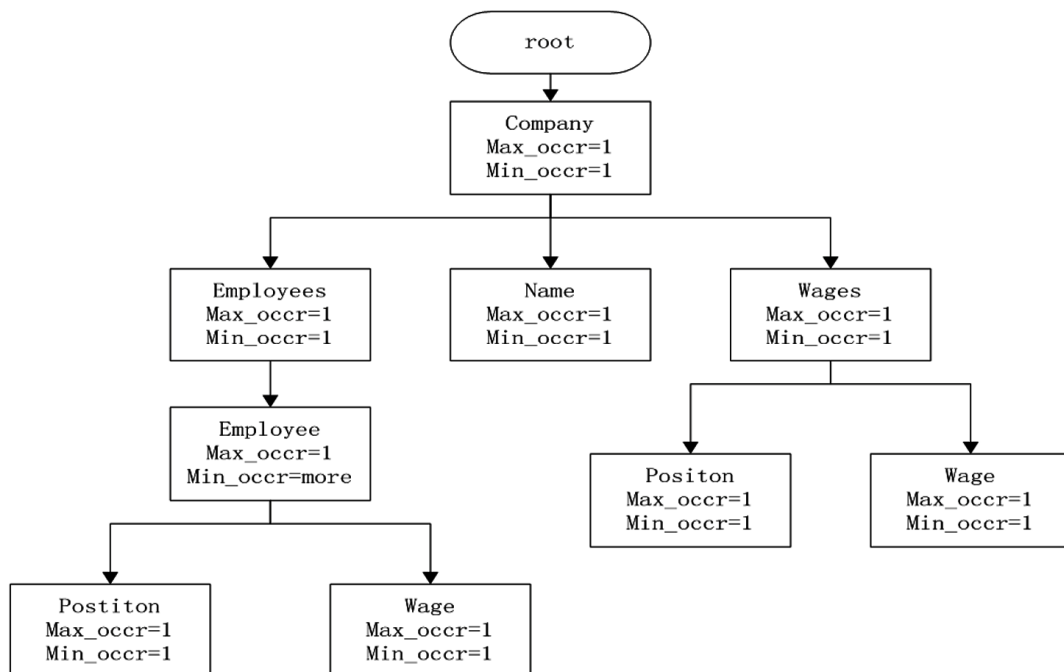 root
Company
Max_occr=1
Min_occr=1
Employees
Max_occr=1
Min_occr=1
Name
Max_occr=1
Min_occr=1
Wages
Max_occr=1
Min_occr=1
Employee
Max_occr=1
Min_occr=more
Positon
Max_occr=1
Min_occr=1
Wage
Max_occr=1
Min_occr=1
Postiton
Max_occr=1
Min_occr=1
Wage
Max_occr=1
Min_occr=1